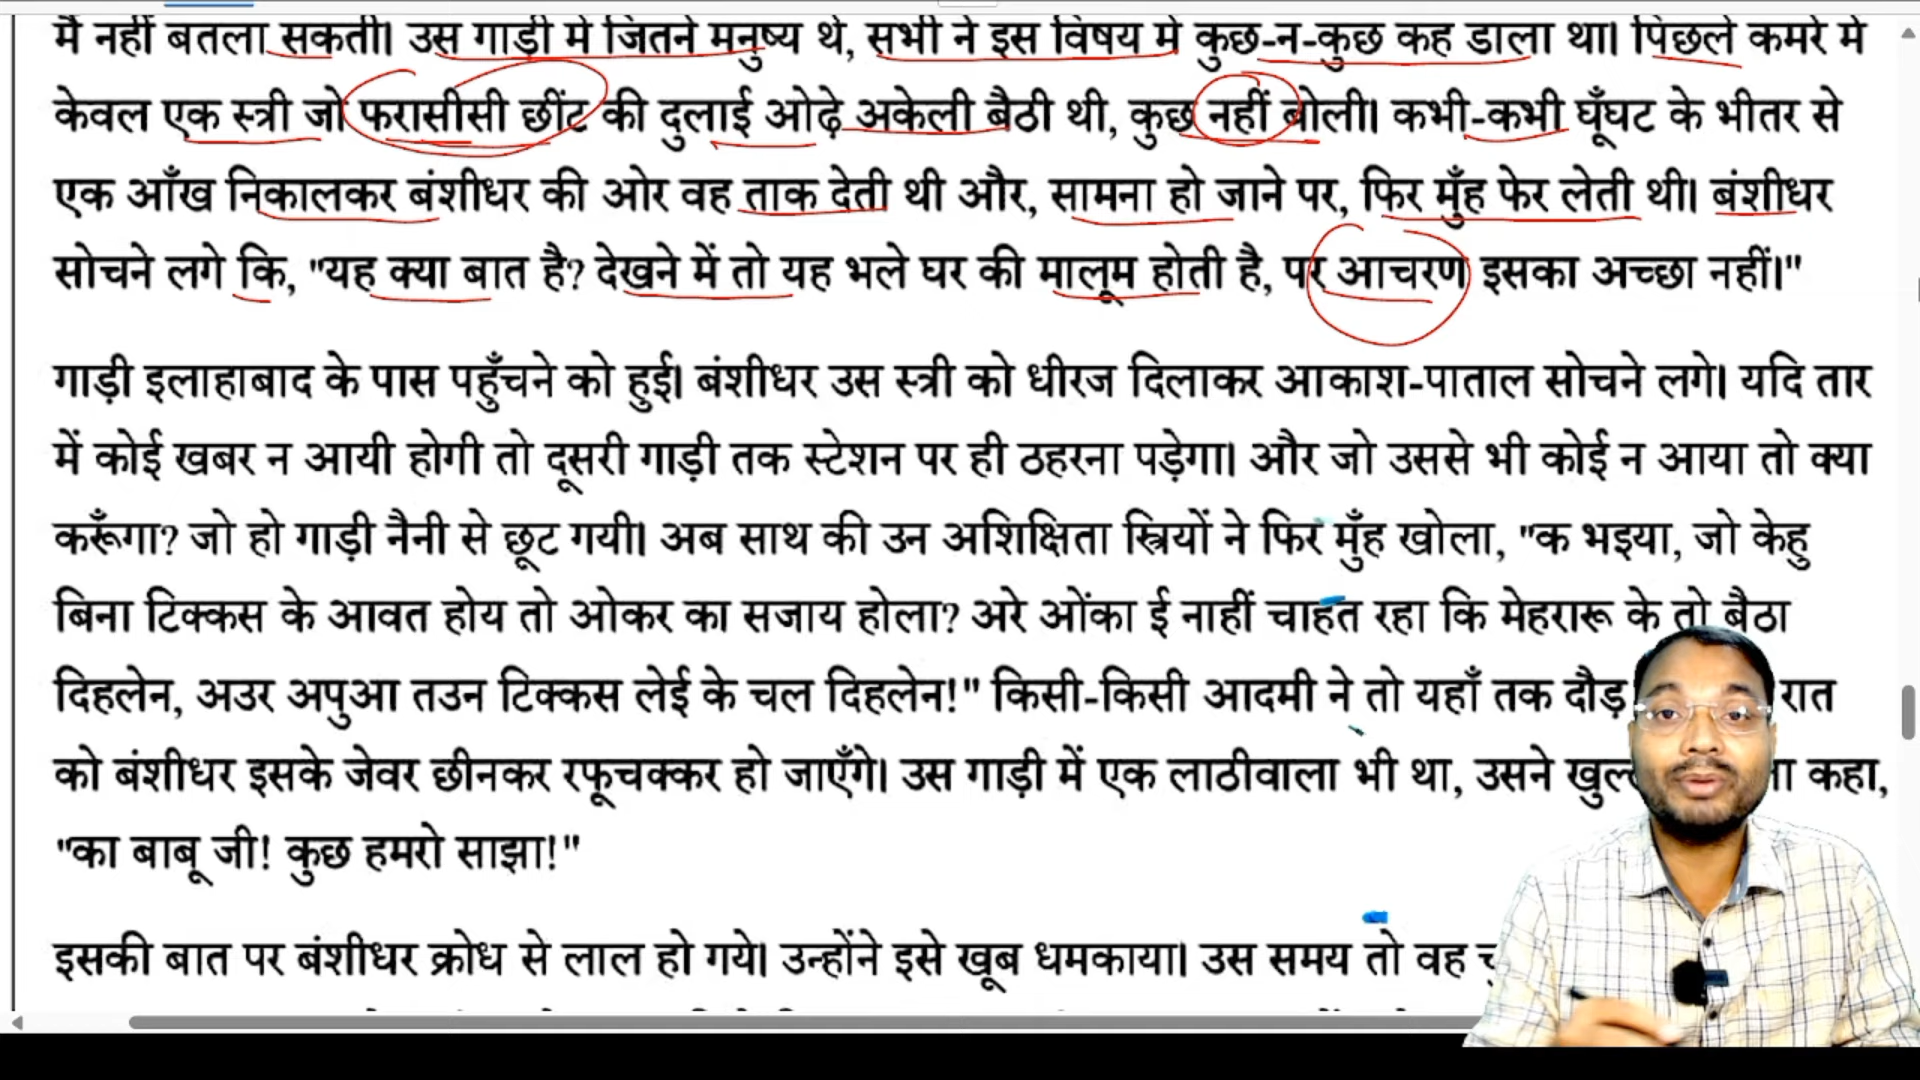 मैं नहीं बतला सकती। उस गाड़ी में जितने मनुष्य थे, सभी ने इस विषय में कुछ-न-कुछ कह डाला था। पिछले कमरे में
केवल एक स्त्री जो फरासीसी छींट की दुलाई ओढ़े अकेली बैठी थी, कुछ नहीं बोली। कभी-कभी घूँघट के भीतर से
एक आँख निकालकर बंशीधर की ओर वह ताक देती थी और, सामना हो जाने पर, फिर मुँह फेर लेती थी। बंशीधर
सोचने लगे कि, "यह क्या बात है? देखने में तो यह भले घर की मालूम होती है, पर आचरण इसका अच्छा नहीं।"
गाड़ी इलाहाबाद के पास पहुँचने को हुई। बंशीधर उस स्त्री को धीरज दिलाकर आकाश-पाताल सोचने लगे। यदि तार
में कोई खबर न आयी होगी तो दूसरी गाड़ी तक स्टेशन पर ही ठहरना पड़ेगा। और जो उससे भी कोई न आया तो क्या
करूँगा? जो हो गाड़ी नैनी से छूट गयी। अब साथ की उन अशिक्षिता स्त्रियों ने फिर मुँह खोला, "क भइया, जो केहु
बिना टिक्कस के आवत होय तो ओकर का सजाय होला? अरे ओंका ई नाहीं चाहत रहा कि मेहरारू के तो बैठा
दिहलेन, अउर अपुआ तउन टिक्कस लेई के चल दिहलेन!" किसी-किसी आदमी ने तो यहाँ तक दौड़ रात
को बंशीधर इसके जेवर छीनकर रफूचक्कर हो जाएँगे। उस गाड़ी में एक लाठीवाला भी था, उसने कहा,
"का बाबू जी! कुछ हमरो साझा!"
इसकी बात पर बंशीधर क्रोध से लाल हो गये। उन्होंने इसे खूब धमकाया। उस समय तो वह